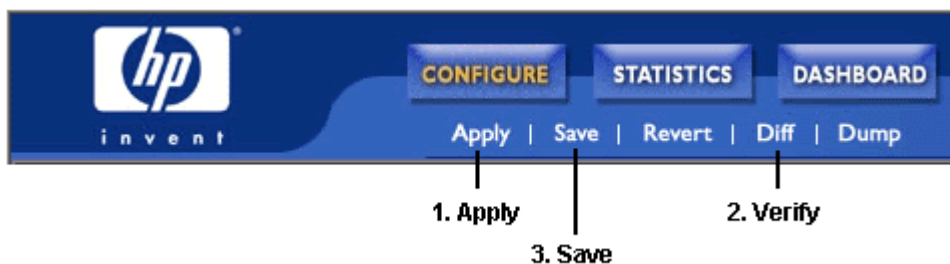 hp
invent
CONFIGURE STATISTICS DASHBOARD
Apply | Save | Revert | Diff | Dump
1. Apply 2. Verify
3. Save